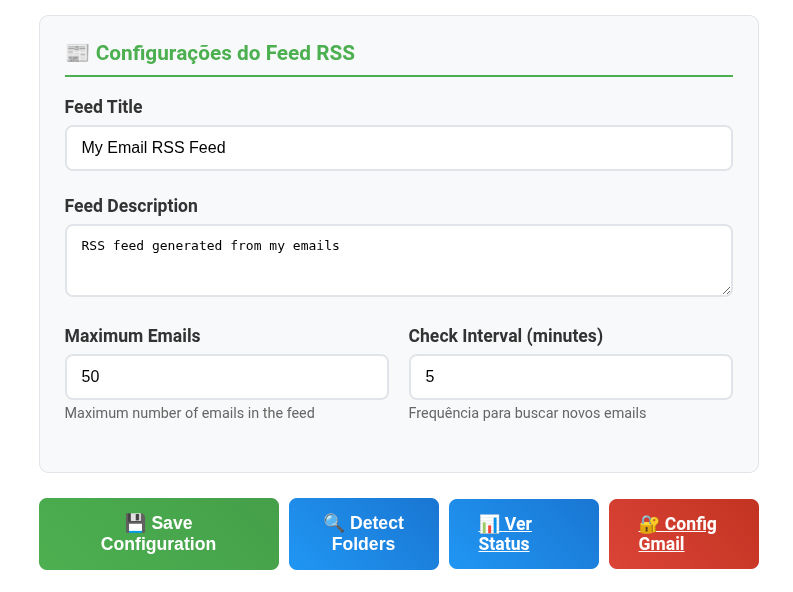 📰 Configurações do Feed RSS
Feed Title
My Email RSS Feed
Feed Description
RSS feed generated from my emails
Maximum Emails
Check Interval (minutes)
50
5
Maximum number of emails in the feed
Frequência para buscar novos emails
💾 Save
Configuration
🔍 Detect
Folders
📊 Ver
Status
🔐 Config
Gmail